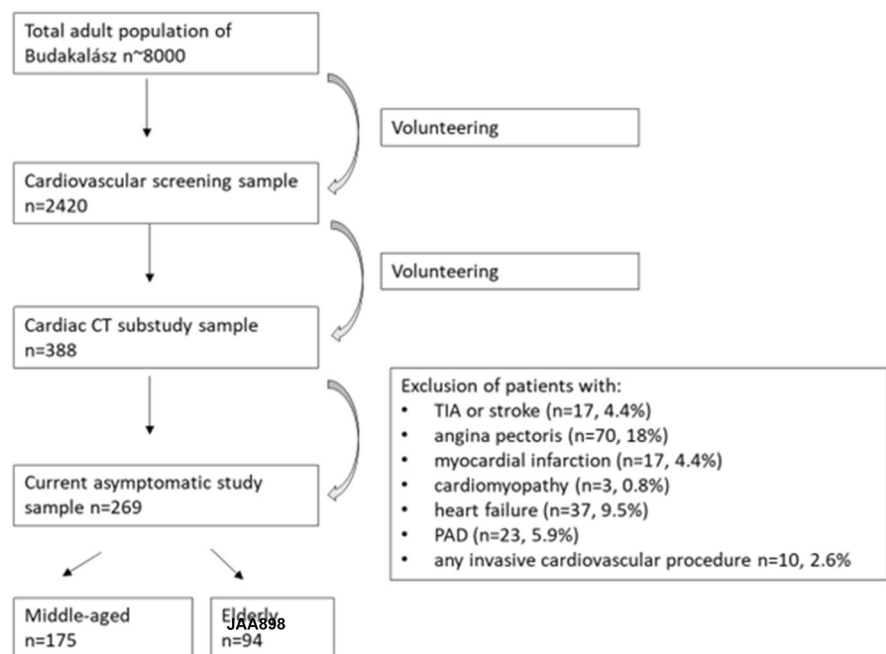 Total adult population of
Budakalász n~8000
Volunteering
Cardiovascular screening sample
n=2420
Volunteering
Cardiac CT substudy sample
n=388
Exclusion of patients with:
• TIA or stroke (n=17, 4.4%)
• angina pectoris (n=70, 18%)
• myocardial infarction (n=17, 4.4%)
• cardiomyopathy (n=3, 0.8%)
• heart failure (n=37, 9.5%)
• PAD (n=23, 5.9%)
• any invasive cardiovascular procedure n=10, 2.6%
Current asymptomatic study
sample n=269
Middle-aged
n=175
Elderly
JAA898
n=94